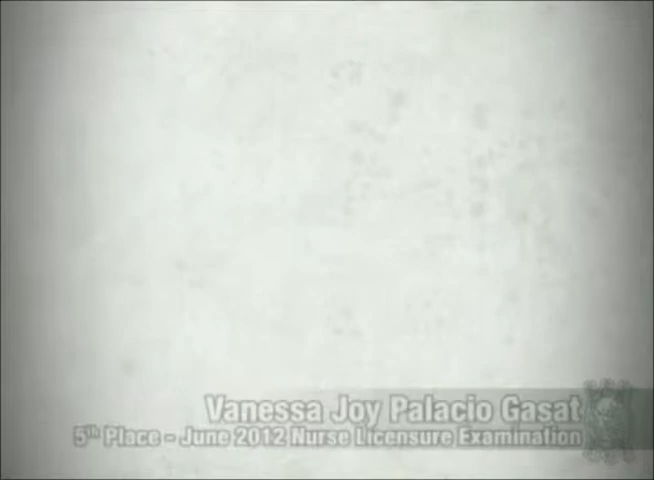 Vanessa Joy Palacio Gasat
5th Place - June 2012 Nurse Licensure Examination